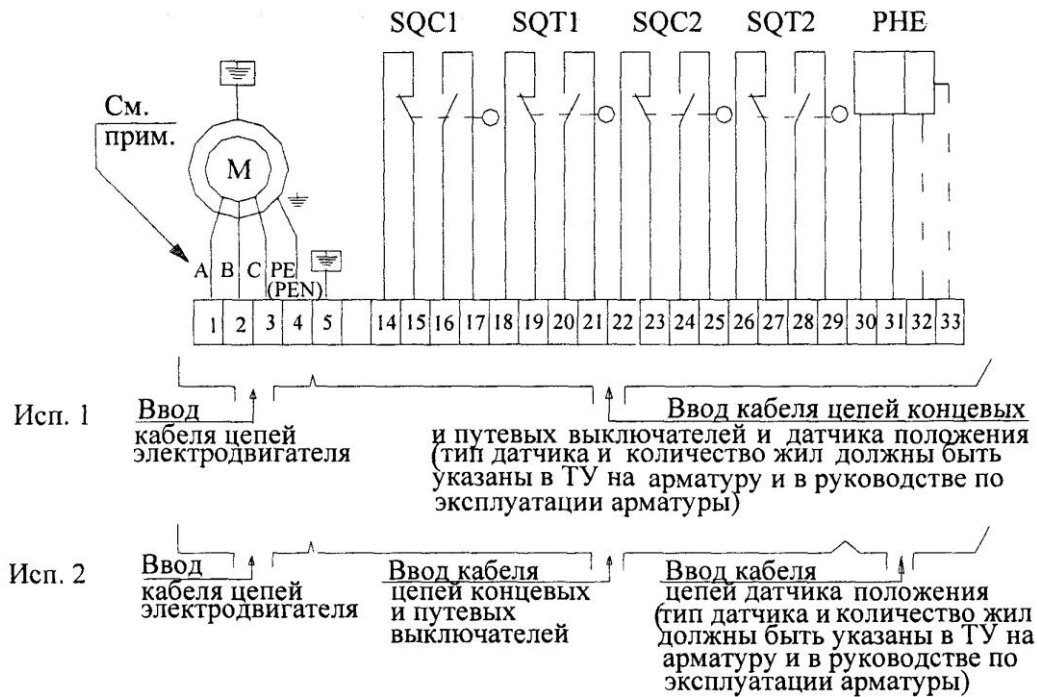 SQC1 SQT1 SQC2 SQT2 PHE
См.
прим.
M
A B C PE
(PEN)
1 2 3 4 5 14 15 16 17 18 19 20 21 22 23 24 25 26 27 28 29 30 31 32 33
Исп. 1
Ввод
кабеля цепей
электродвигателя
Ввод кабеля цепей концевых
и путевых выключателей и датчика положения
(тип датчика и количество жил должны быть
указаны в ТУ на арматуру и в руководстве по
эксплуатации арматуры)
Исп. 2
Ввод
кабеля цепей
электродвигателя
Ввод кабеля
цепей концевых
и путевых
выключателей
Ввод кабеля
цепей датчика положения
(тип датчика и количество жил
должны быть указаны в ТУ на
арматуру и в руководстве по
эксплуатации арматуры)